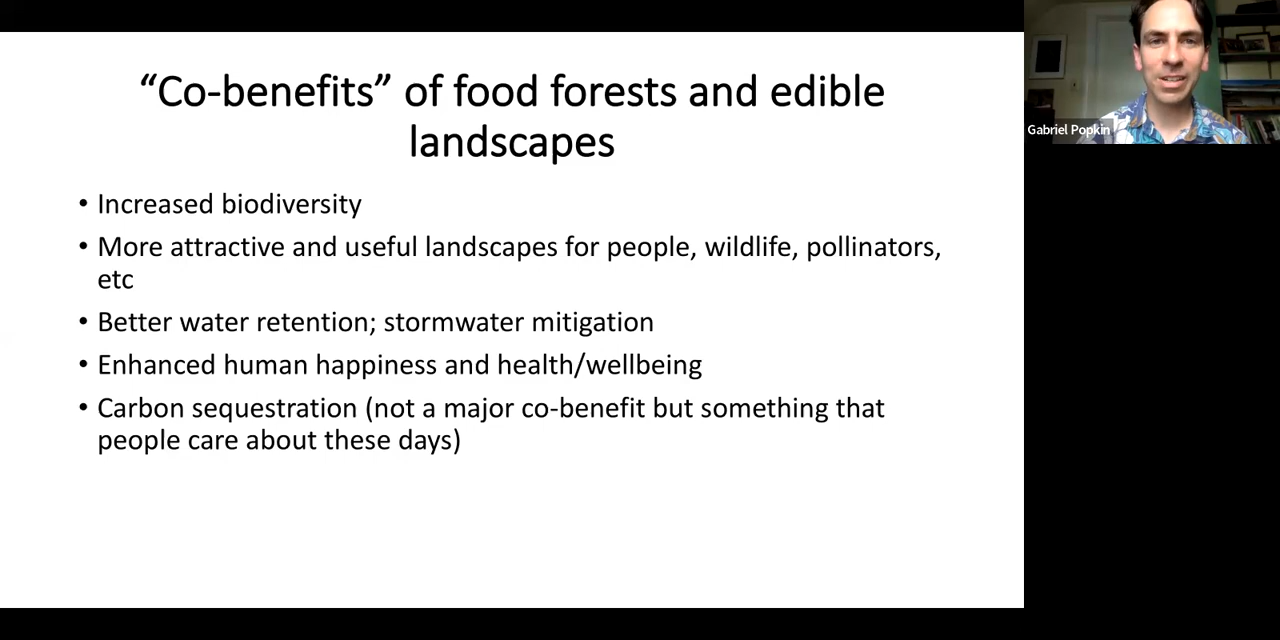 “Co-benefits” of food forests and edible
landscapes
• Increased biodiversity
• More attractive and useful landscapes for people, wildlife, pollinators,
etc
• Better water retention; stormwater mitigation
• Enhanced human happiness and health/wellbeing
• Carbon sequestration (not a major co-benefit but something that
people care about these days)
Gabriel Popkin